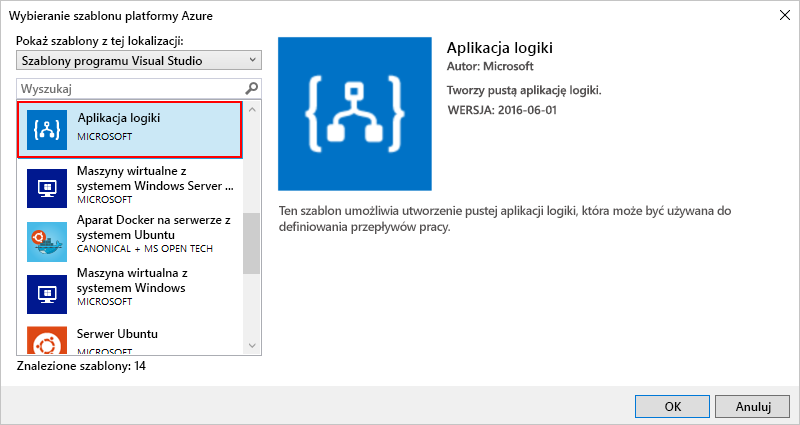 Wybieranie szablonu platformy Azure
Pokaż szablony z tej lokalizacji:
Szablony programu Visual Studio
Wyszukaj
Aplikacja logiki
MICROSOFT
Maszyny wirtualne z
systemem Windows Server ...
MICROSOFT
Aparat Docker na serwerze z
systemem Ubuntu
CANONICAL + MS OPEN TECH
Maszyna wirtualna z
systemem Windows
MICROSOFT
Serwer Ubuntu
MICROSOFT
Znalezione szablony: 14
Aplikacja logiki
Autor: Microsoft
Tworzy pustą aplikację logiki.
WERSJA: 2016-06-01
Ten szablon umożliwia utworzenie pustej aplikacji logiki, która może być używana do
definiowania przepływów pracy.
OK
Anuluj